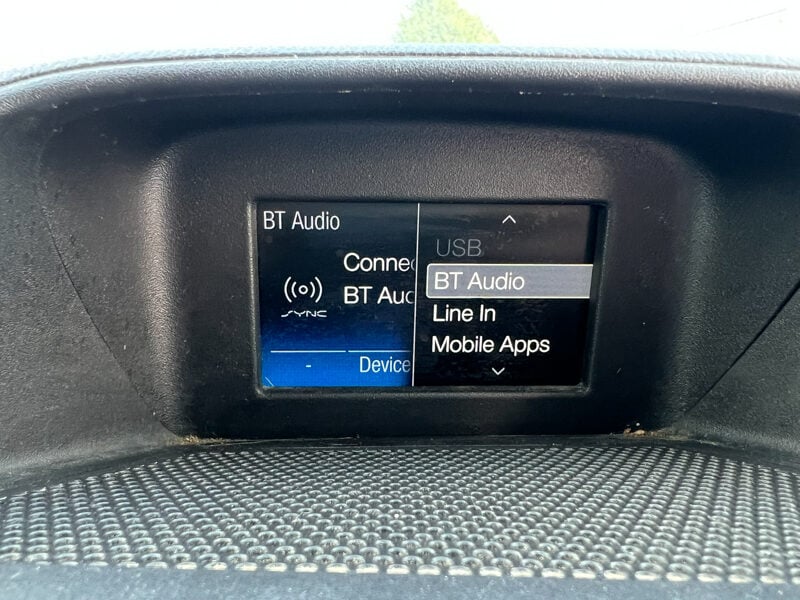 BT Audio
Connec
BT Aud
SYNC
-
Device
USB
BT Audio
Line In
Mobile Apps